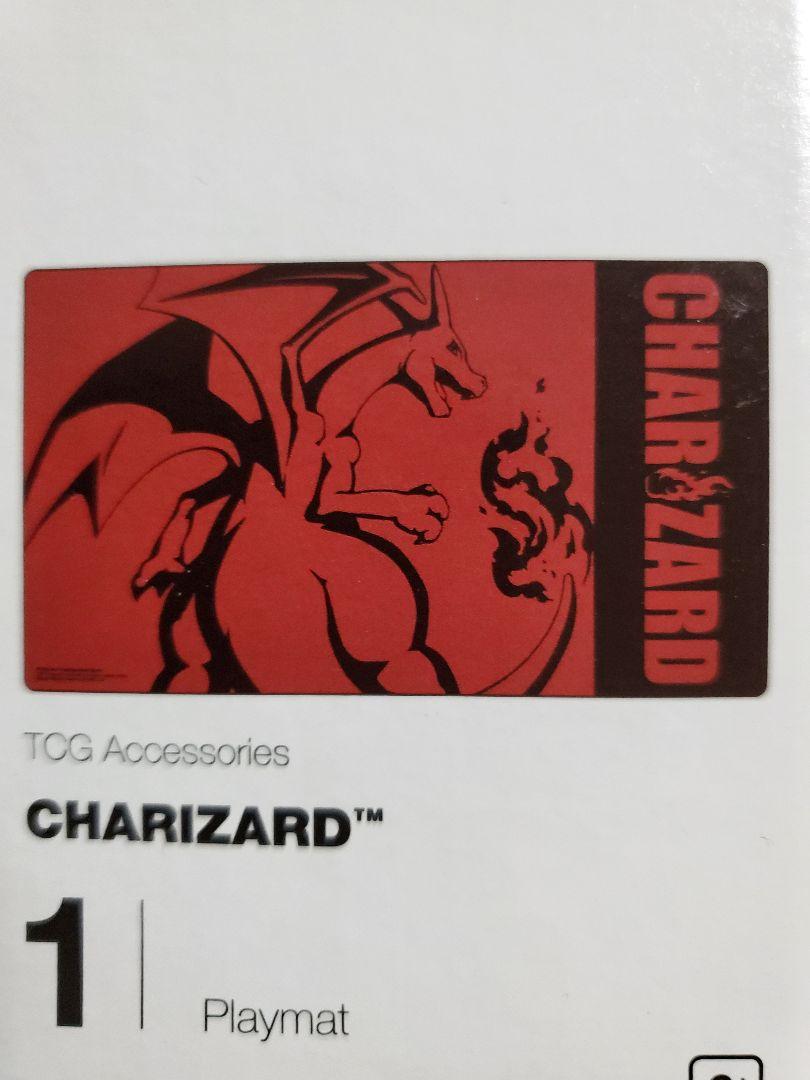 CHARIZARD
TCG Accessories
CHARIZARD™
1
Playmat